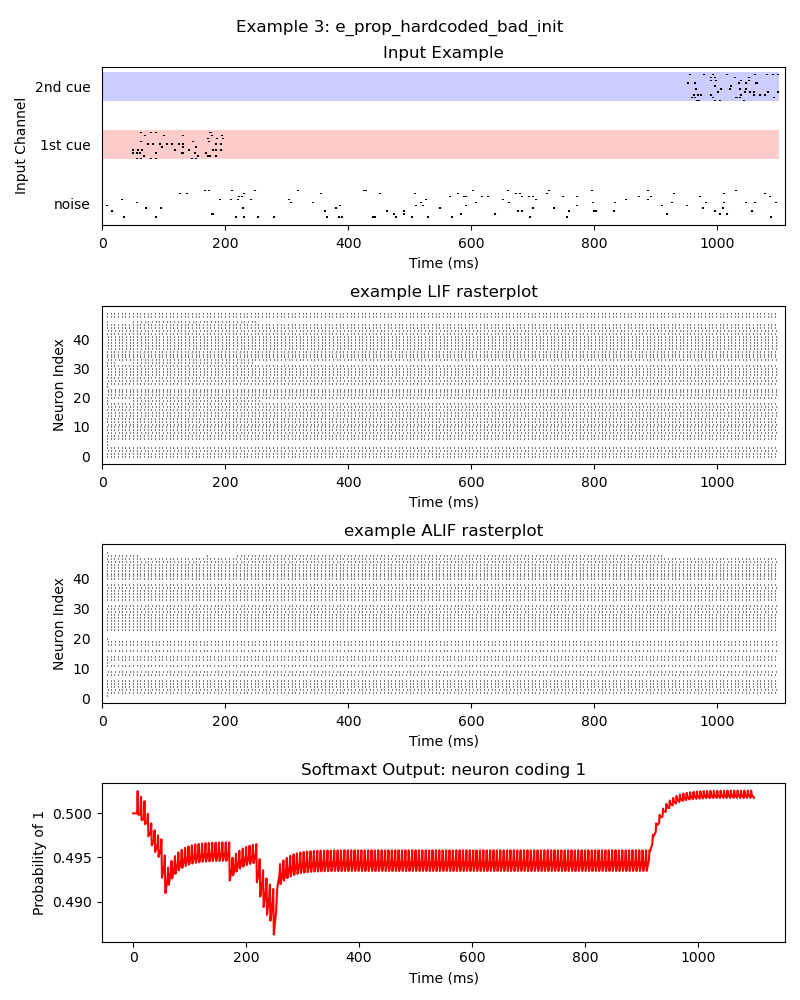 Example 3: e_prop_hardcoded_bad_init
Input Example
Input Channel
2nd cue
1st cue
noise
0 200 400 600 800 1000
Time (ms)
example LIF rasterplot
Neuron Index
40
30
20
10
0
0 200 400 600 800 1000
Time (ms)
example ALIF rasterplot
Neuron Index
40
30
20
10
0
0 200 400 600 800 1000
Time (ms)
Softmaxt Output: neuron coding 1
Probability of 1
0.500
0.495
0.490
0 200 400 600 800 1000
Time (ms)